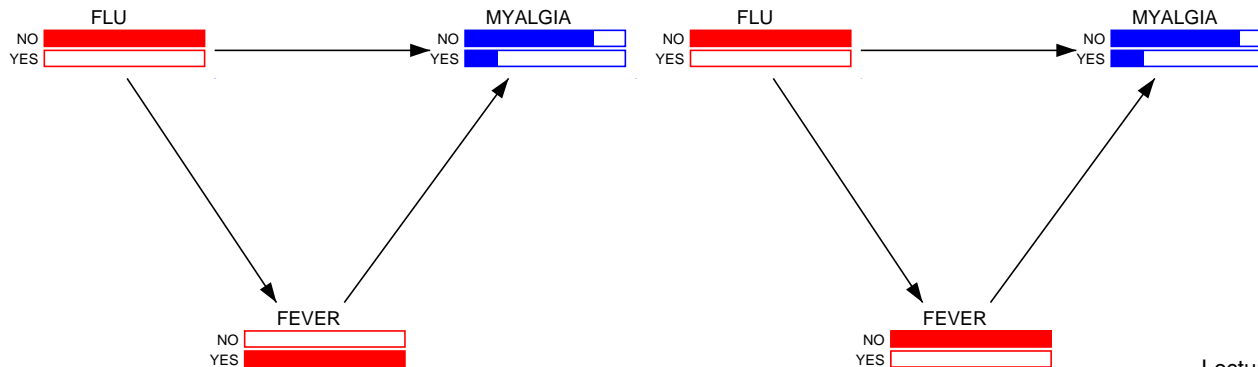 FLU
NO
YES
MYALGIA
NO
YES
FEVER
NO
YES
FLU
NO
YES
MYALGIA
NO
YES
FEVER
NO
YES